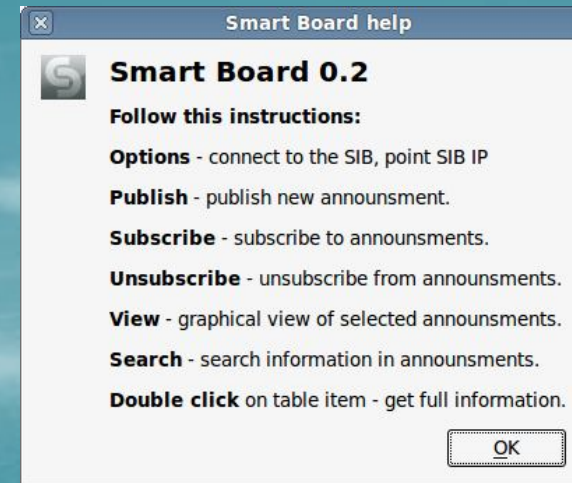 Smart Board help
Smart Board 0.2
Follow this instructions:
Options - connect to the SIB, point SIB IP
Publish - publish new announsment.
Subscribe - subscribe to announsments.
Unsubscribe - unsubscribe from announsments.
View - graphical view of selected announsments.
Search - search information in announsments.
Double click on table item - get full information.
OK